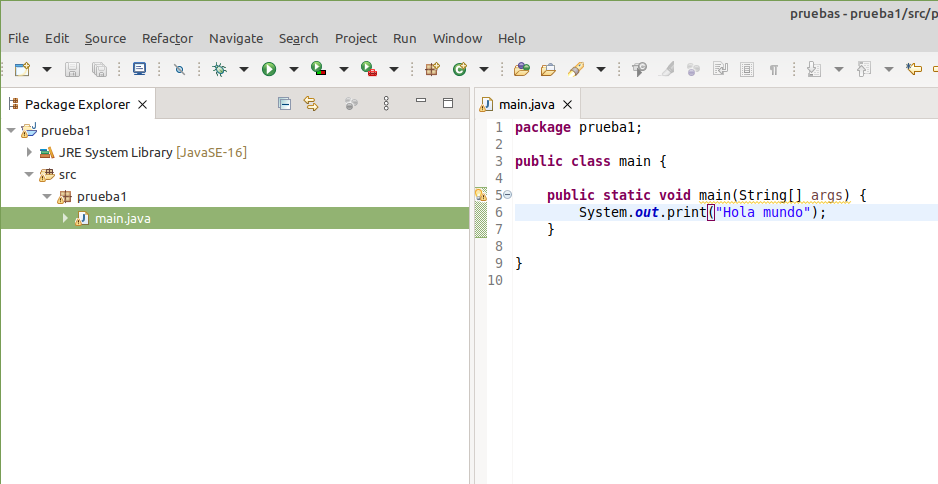 pruebas - prueba1/src/p
File Edit Source Refactor Navigate Search Project Run Window Help
Package Explorer
prueba1
JRE System Library [JavaSE-16]
src
prueba1
main.java
main.java
1 package prueba1;
2
3 public class main {
4
5 public static void main(String[] args) {
6 System.out.print("Hola mundo");
7 }
8
9 }
10